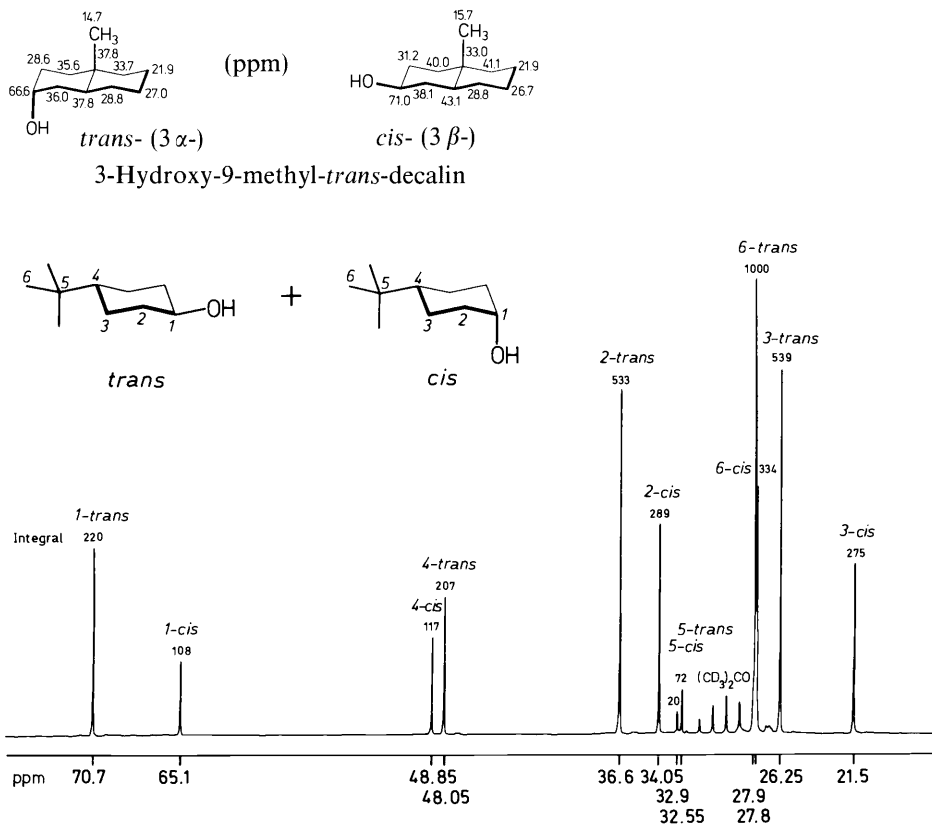 14.7
CH₃
28.6 35.6 37.8 33.7 21.9
66.6 36.0 37.8 28.8 27.0
OH
trans- (3 α-)
(ppm)
15.7
CH₃
31.2 40.0 33.0 41.1 21.9
HO 71.0 38.1 43.1 28.8 26.7
cis- (3 β-)
3-Hydroxy-9-methyl-trans-decalin
6 5 4 3 2 1 OH
trans
+
6 5 4 3 2 1
OH
cis
6-trans
1000
3-trans
539
2-trans
533
6-cis 334
2-cis
289
3-cis
275
1-trans
Integral 220
4-trans
207
4-cis
117
1-cis
108
5-trans
5-cis
72 (CD₃)₂CO
20
ppm 70.7 65.1 48.85 36.6 34.05 27.9 26.25 21.5
48.05 32.9 27.8
32.55